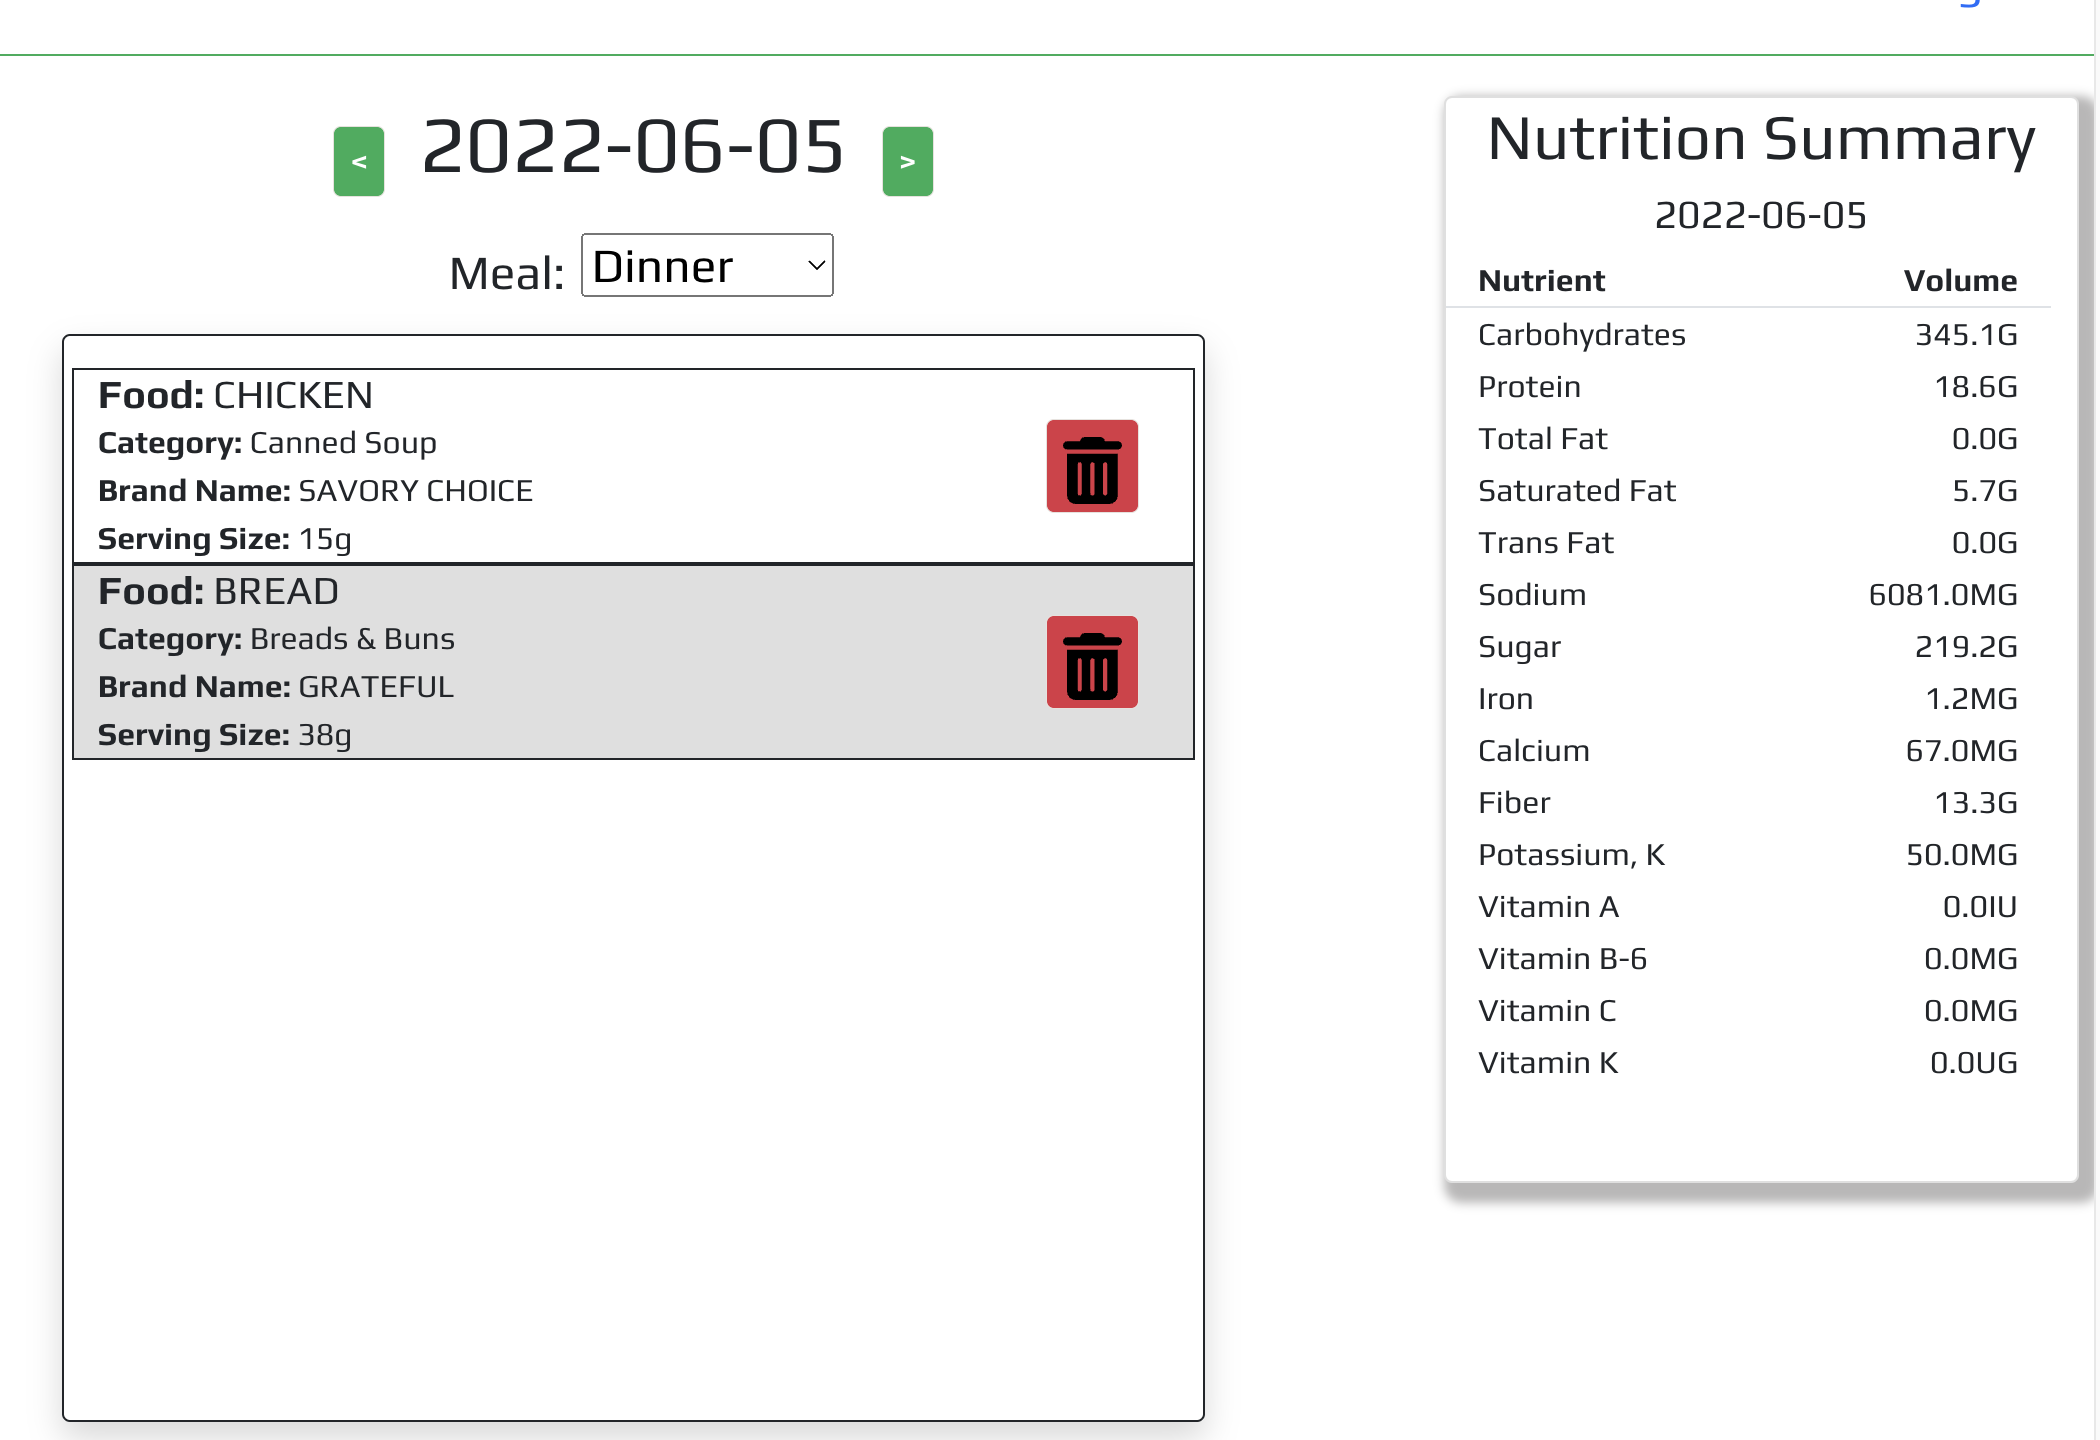 < 2022-06-05 >
Meal: Dinner
Food: CHICKEN
Category: Canned Soup
Brand Name: SAVORY CHOICE
Serving Size: 15g
Food: BREAD
Category: Breads & Buns
Brand Name: GRATEFUL
Serving Size: 38g
Nutrition Summary
2022-06-05
Nutrient Volume
Carbohydrates 345.1G
Protein 18.6G
Total Fat 0.0G
Saturated Fat 5.7G
Trans Fat 0.0G
Sodium 6081.0MG
Sugar 219.2G
Iron 1.2MG
Calcium 67.0MG
Fiber 13.3G
Potassium, K 50.0MG
Vitamin A 0.0IU
Vitamin B-6 0.0MG
Vitamin C 0.0MG
Vitamin K 0.0UG